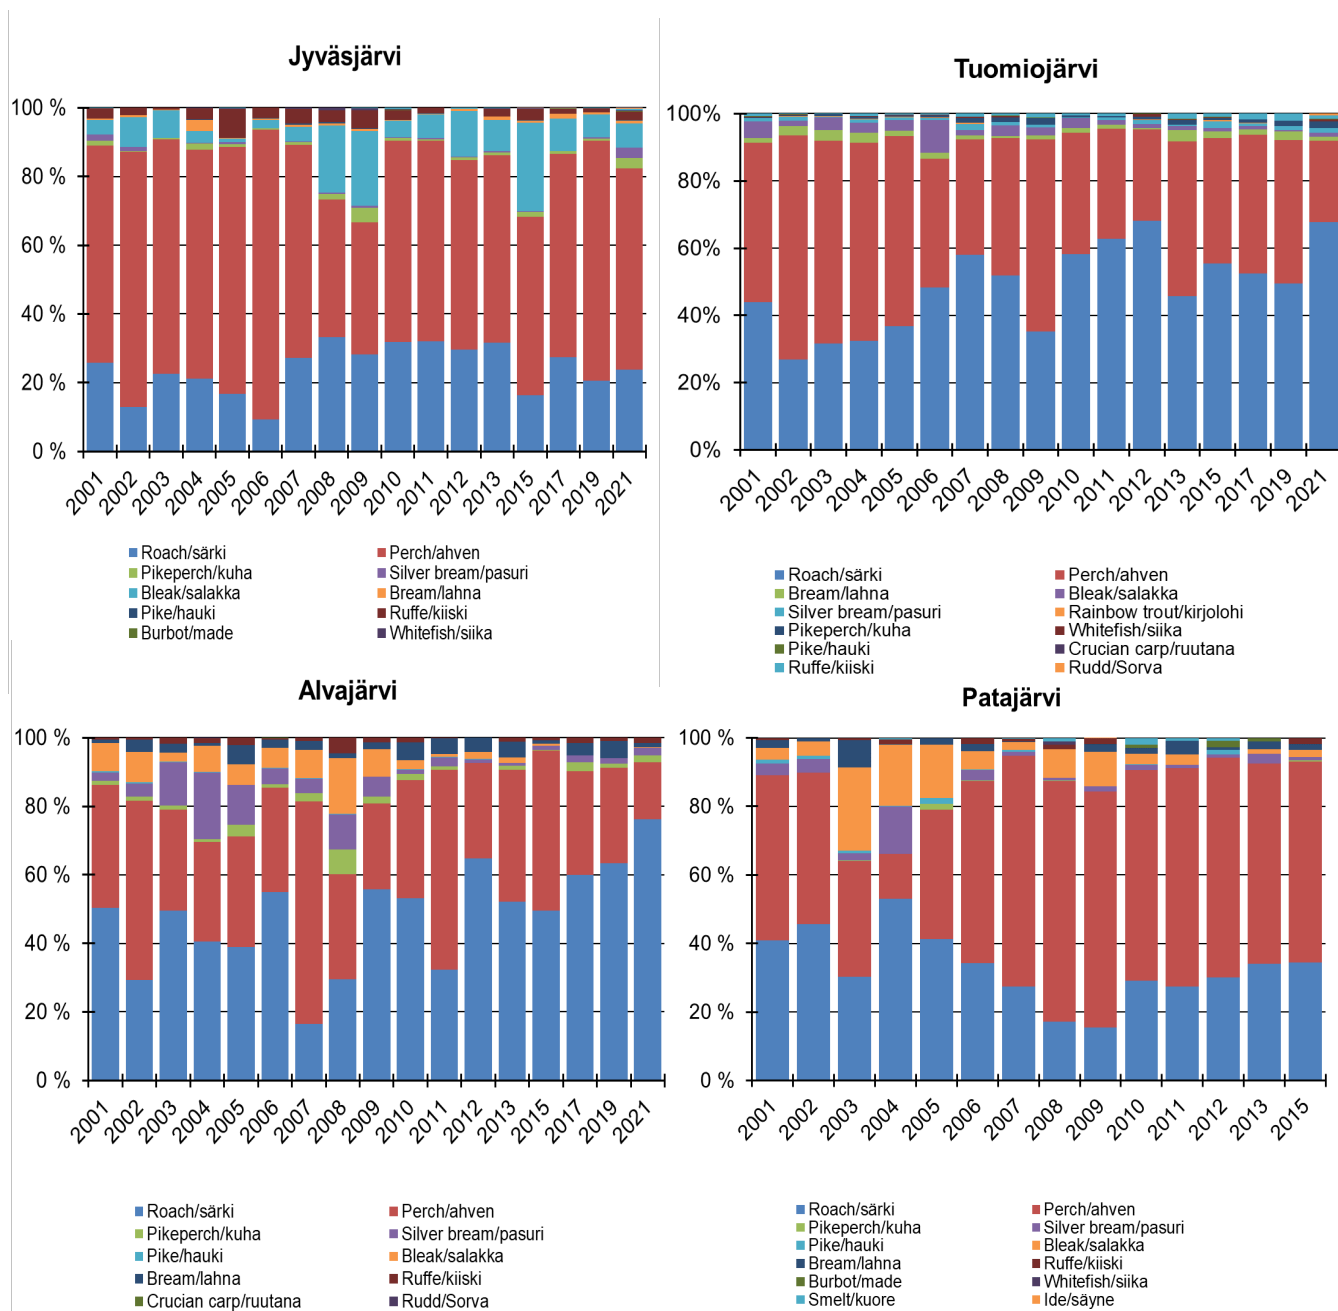 Jyväsjärvi
100 %
80 %
60 %
40 %
20 %
0 %
2001 2002 2003 2004 2005 2006 2007 2008 2009 2010 2011 2012 2013 2015 2017 2019 2021
Roach/särki Perch/ahven
Pikeperch/kuha Silver bream/pasuri
Bleak/salakka Bream/lahna
Pike/hauki Ruffe/kiiski
Burbot/made Whitefish/siika
Tuomiojärvi
100%
80%
60%
40%
20%
0%
2001 2002 2003 2004 2005 2006 2007 2008 2009 2010 2011 2012 2013 2015 2017 2019 2021
Roach/särki Perch/ahven
Bream/lahna Bleak/salakka
Silver bream/pasuri Rainbow trout/kirjolohi
Pikeperch/kuha Whitefish/siika
Pike/hauki Crucian carp/ruutana
Ruffe/kiiski Rudd/Sorva
Alvajärvi
100 %
80 %
60 %
40 %
20 %
0 %
2001 2002 2003 2004 2005 2006 2007 2008 2009 2010 2011 2012 2013 2015 2017 2019 2021
Roach/särki Perch/ahven
Pikeperch/kuha Silver bream/pasuri
Pike/hauki Bleak/salakka
Bream/lahna Ruffe/kiiski
Crucian carp/ruutana Rudd/Sorva
Patajärvi
100 %
80 %
60 %
40 %
20 %
0 %
2001 2002 2003 2004 2005 2006 2007 2008 2009 2010 2011 2012 2013 2015
Roach/särki Perch/ahven
Pikeperch/kuha Silver bream/pasuri
Pike/hauki Bleak/salakka
Bream/lahna Ruffe/kiiski
Burbot/made Whitefish/siika
Smelt/kuore Ide/säyne